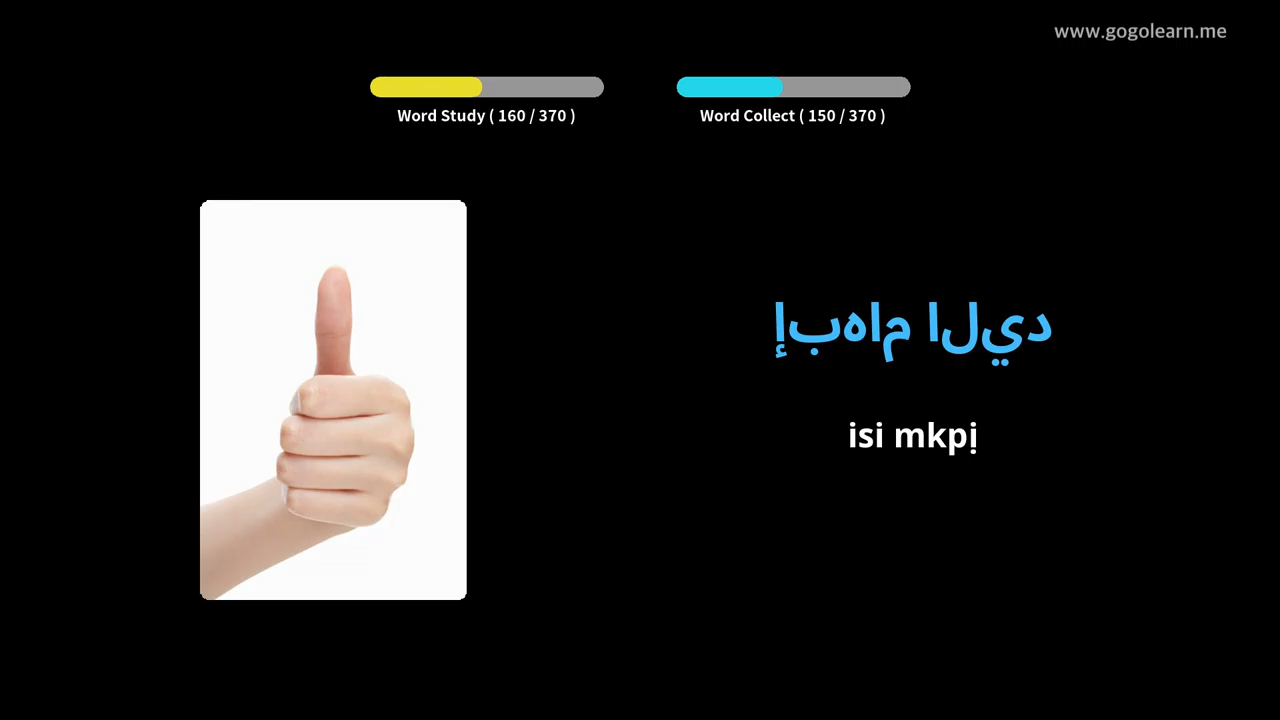 www.gogolearn.me
Word Study ( 160 / 370 )
Word Collect ( 150 / 370 )
إبهام اليد
isi mkpị